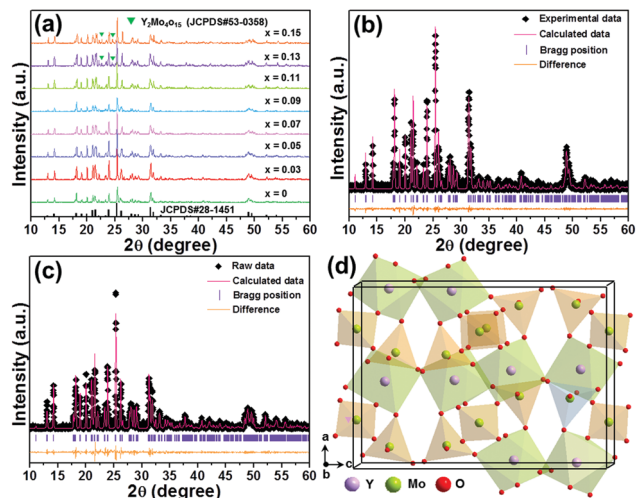 (a)
▼ Y2Mo4o15 (JCPDS#53-0358)
x = 0.15
x = 0.13
x = 0.11
x = 0.09
x = 0.07
x = 0.05
x = 0.03
x = 0
JCPDS#28-1451
Intensity (a.u.)
10 15 20 25 30 35 40 45 50 55 60
2θ (degree)
(b)
Experimental data
Calculated data
Bragg position
Difference
Intensity (a.u.)
10 15 20 25 30 35 40 45 50 55 60
2θ (degree)
(c)
Raw data
Calculated data
Bragg position
Difference
Intensity (a.u.)
10 15 20 25 30 35 40 45 50 55 60
2θ (degree)
(d)
a
b
c
Y Mo O